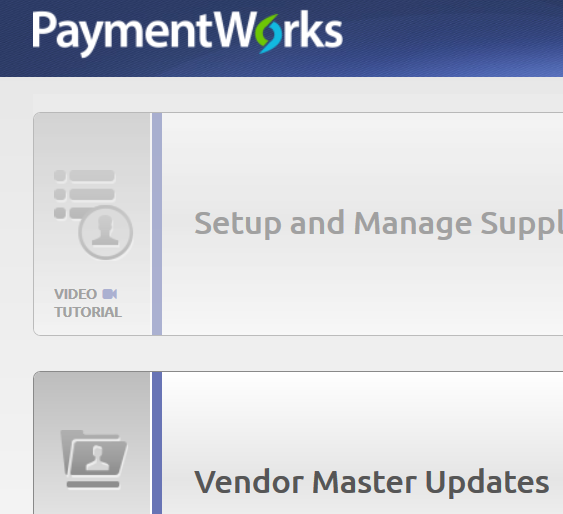 PaymentWorks
Setup and Manage Suppl
VIDEO
TUTORIAL
Vendor Master Updates